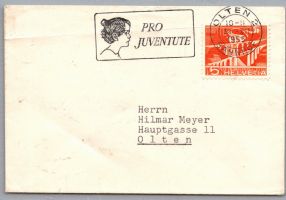 PRO
JUVENTUTE
OLTEN
5 HELVETIA
Herrn
Hilmar Meyer
Hauptgasse 11
Olten